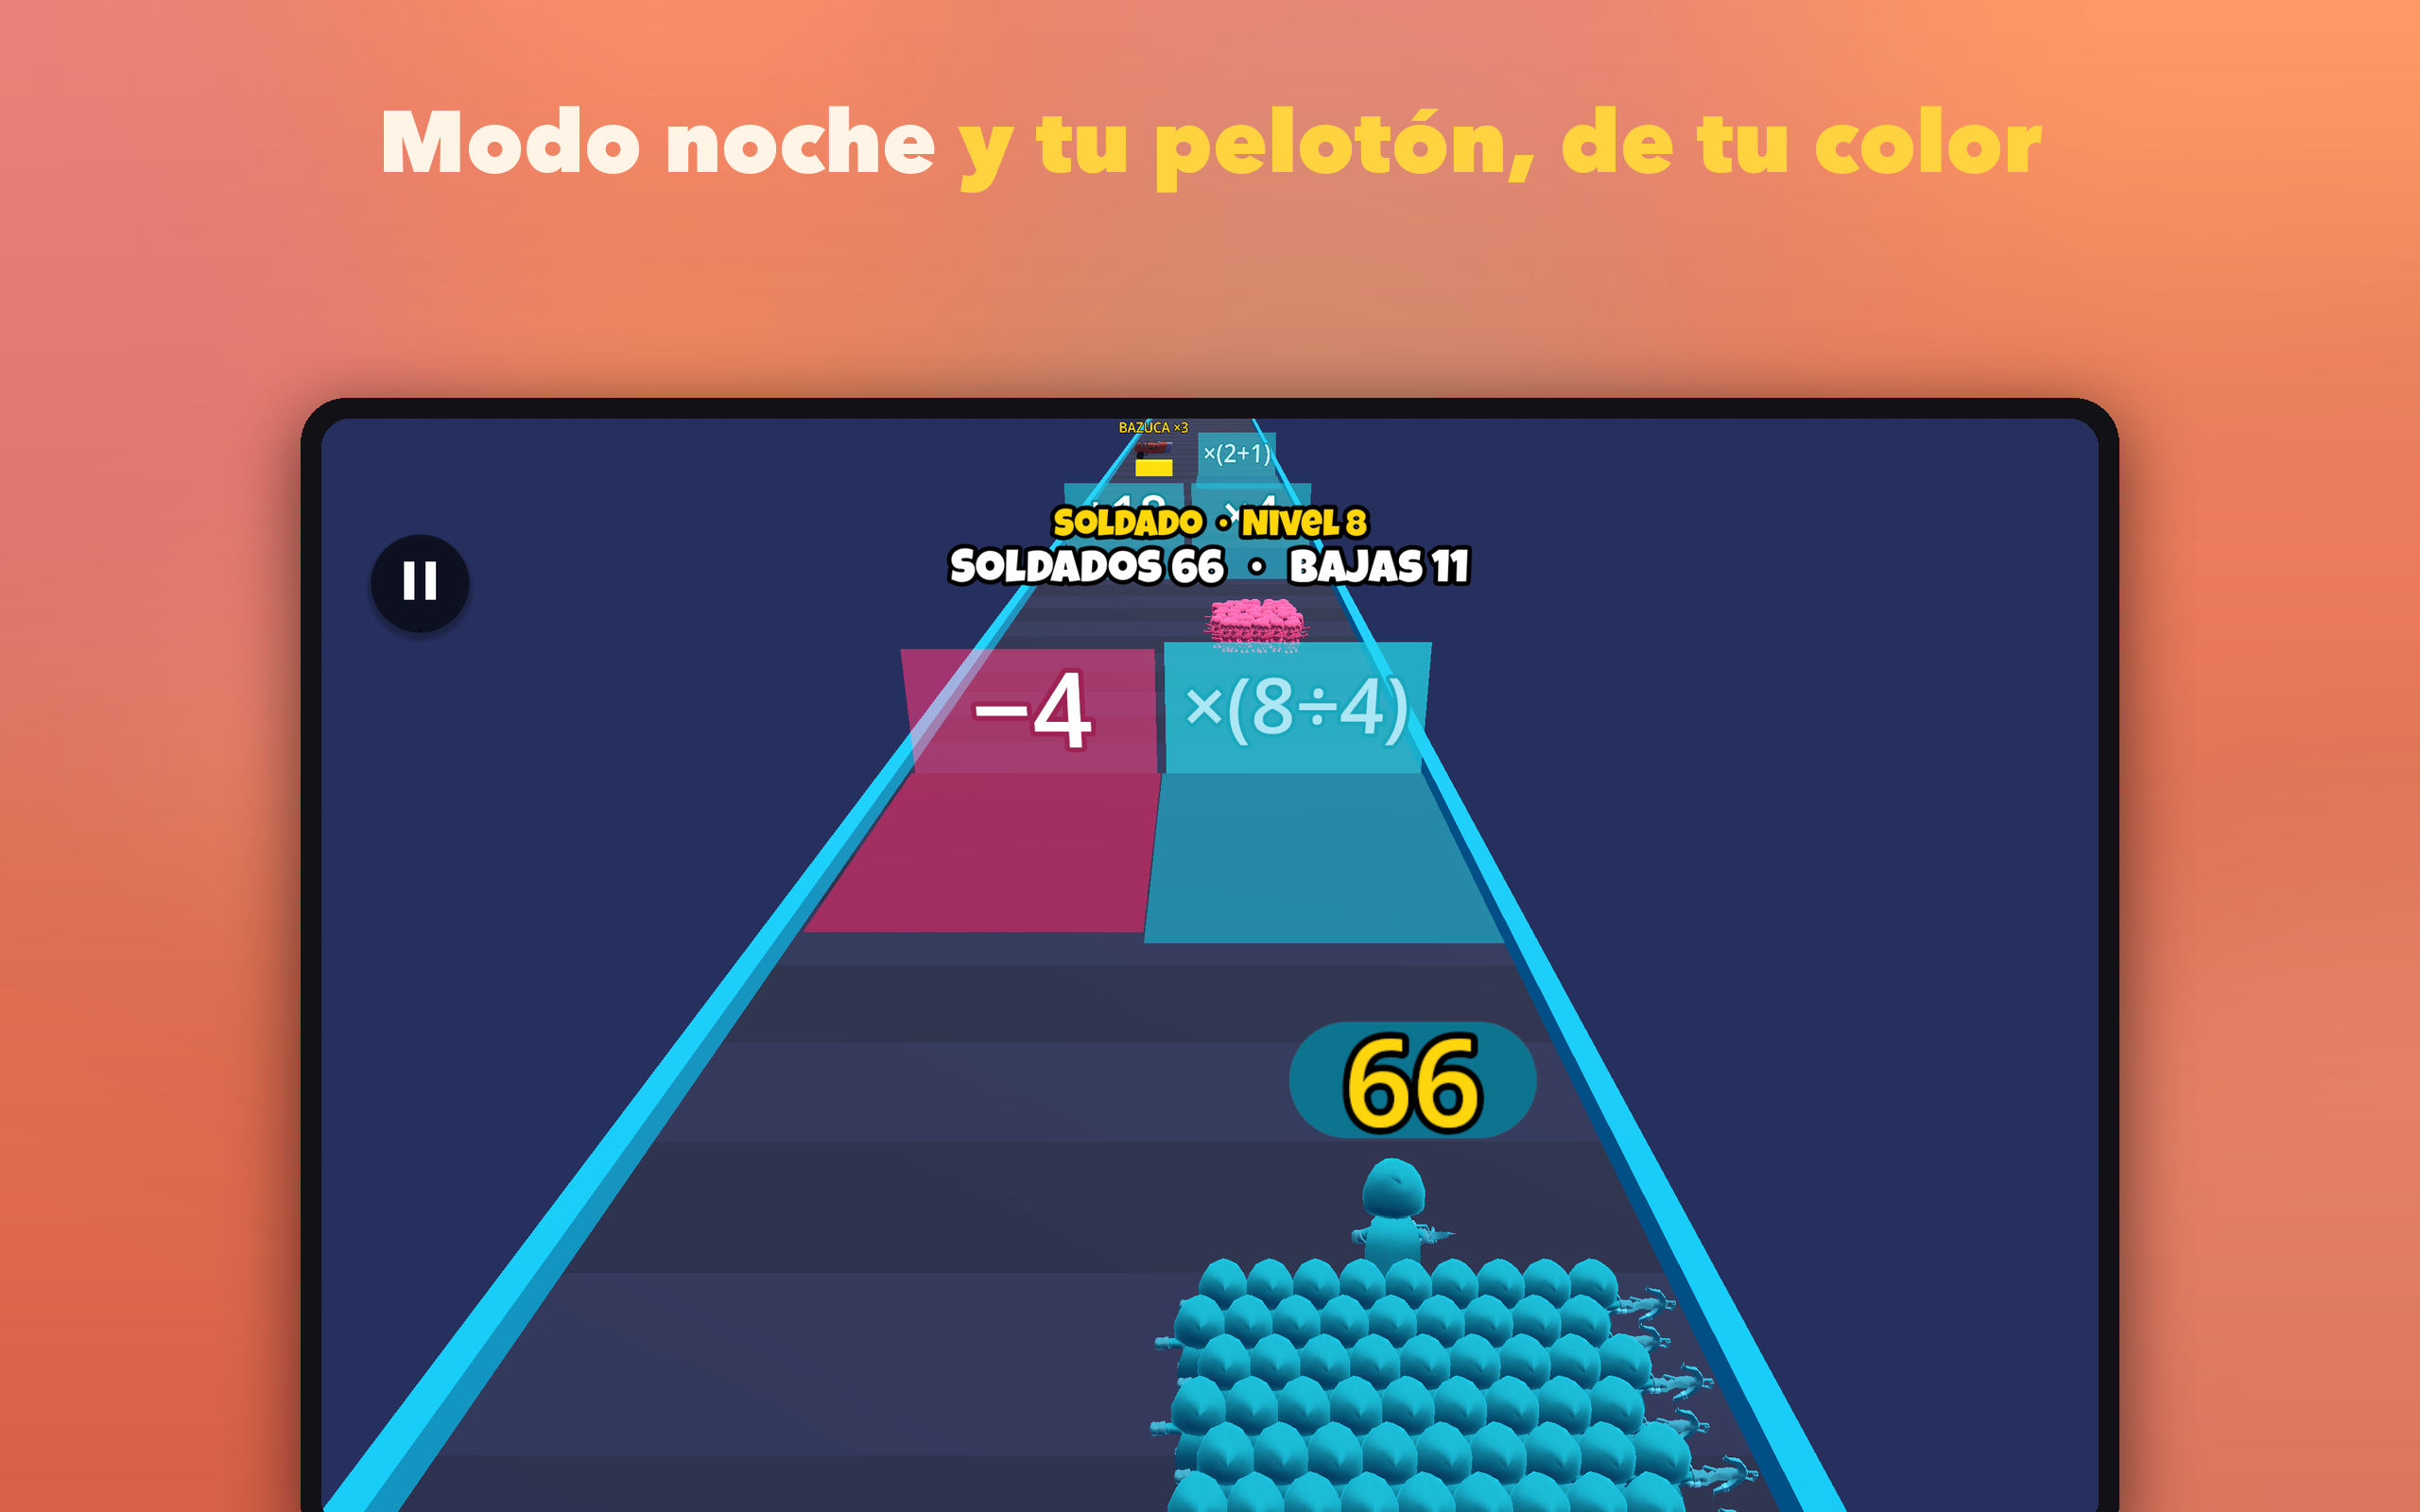 Modo noche y tu pelotón, de tu color
BAZUCA ×3
×(2+1)
SOLDADO • NIVEL 8
SOLDADOS 66 • BAJAS 11
−4
×(8÷4)
66